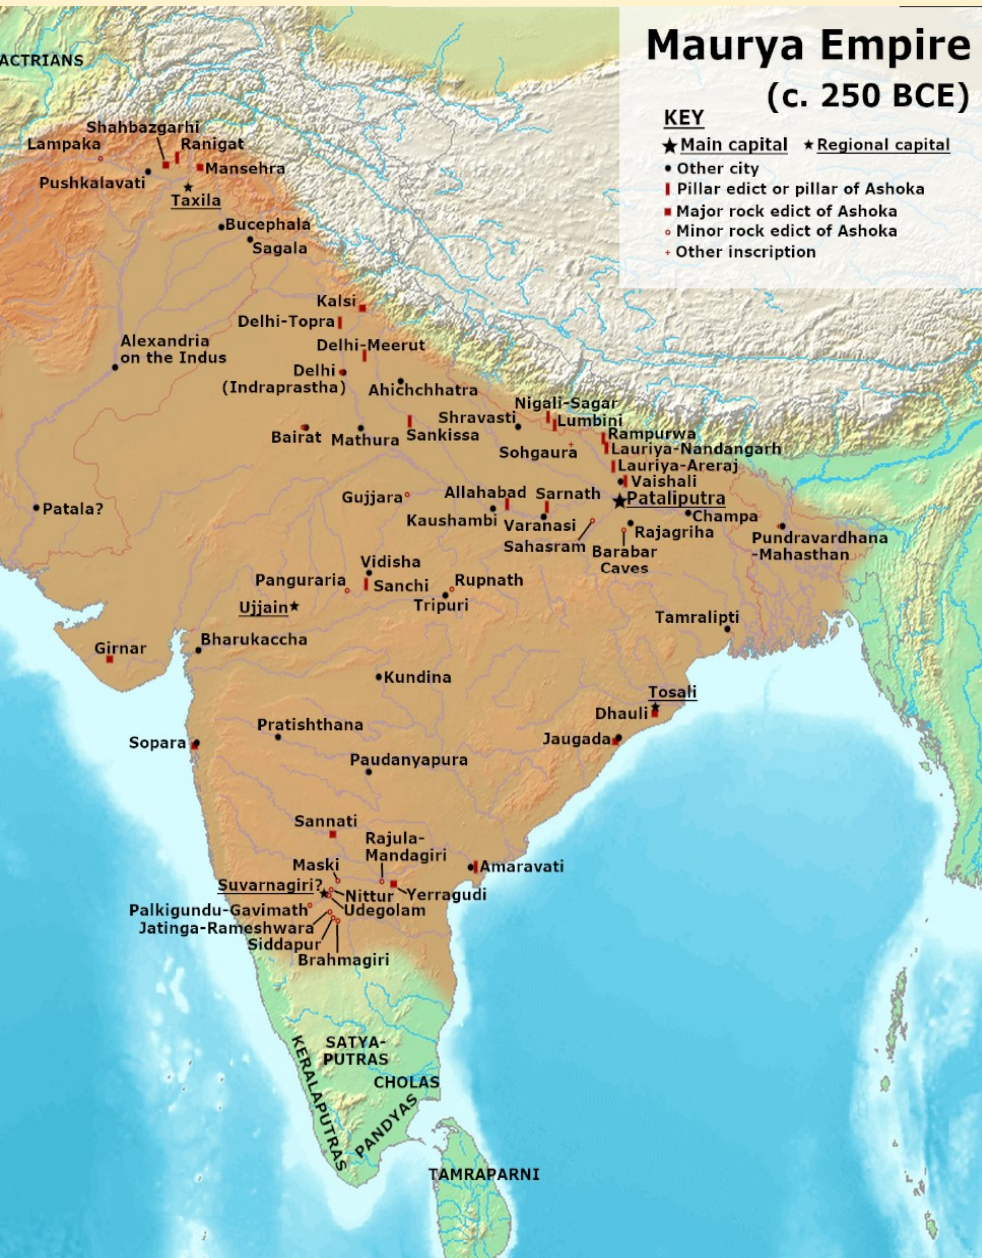 Maurya Empire
(c. 250 BCE)
KEY
Main capital
Regional capital
Other city
Pillar edict or pillar of Ashoka
Major rock edict of Ashoka
Minor rock edict of Ashoka
Other inscription
ACTRIANS
Shahbazgarhi
Lampaka
Ranigat
Mansehra
Pushkalavati
Taxila
Bucephala
Sagala
Kalsi
Delhi-Topra
Alexandria
on the Indus
Delhi-Meerut
Delhi
(Indraprastha)
Ahichchhatra
Nigali-Sagar
Shravasti
Lumbini
Bairat
Mathura
Sankissa
Rampurwa
Sohgaura
Lauriya-Nandangarh
Lauriya-Areraj
Vaishali
Patala?
Gujjara
Allahabad
Sarnath
Pataliputra
Kaushambi
Varanasi
Champa
Sahasram
Rajagriha
Barabar
Caves
Pundravardhana
-Mahasthan
Vidisha
Panguraria
Sanchi
Rupnath
Ujjain
Tripuri
Tamralipti
Bharukaccha
Girnar
Kundina
Tosali
Dhauli
Pratishthana
Sopara
Jaugada
Paudanyapura
Sannati
Rajula-
Mandagiri
Maski
Amaravati
Suvarnagiri?
Nittur
Yerragudi
Palkigundu-Gavimath
Udegolam
Jatinga-Rameshwara
Siddapur
Brahmagiri
SATYA-
PUTRAS
KERALAPUTRAS
CHOLAS
PANDYAS
TAMRAPARNI